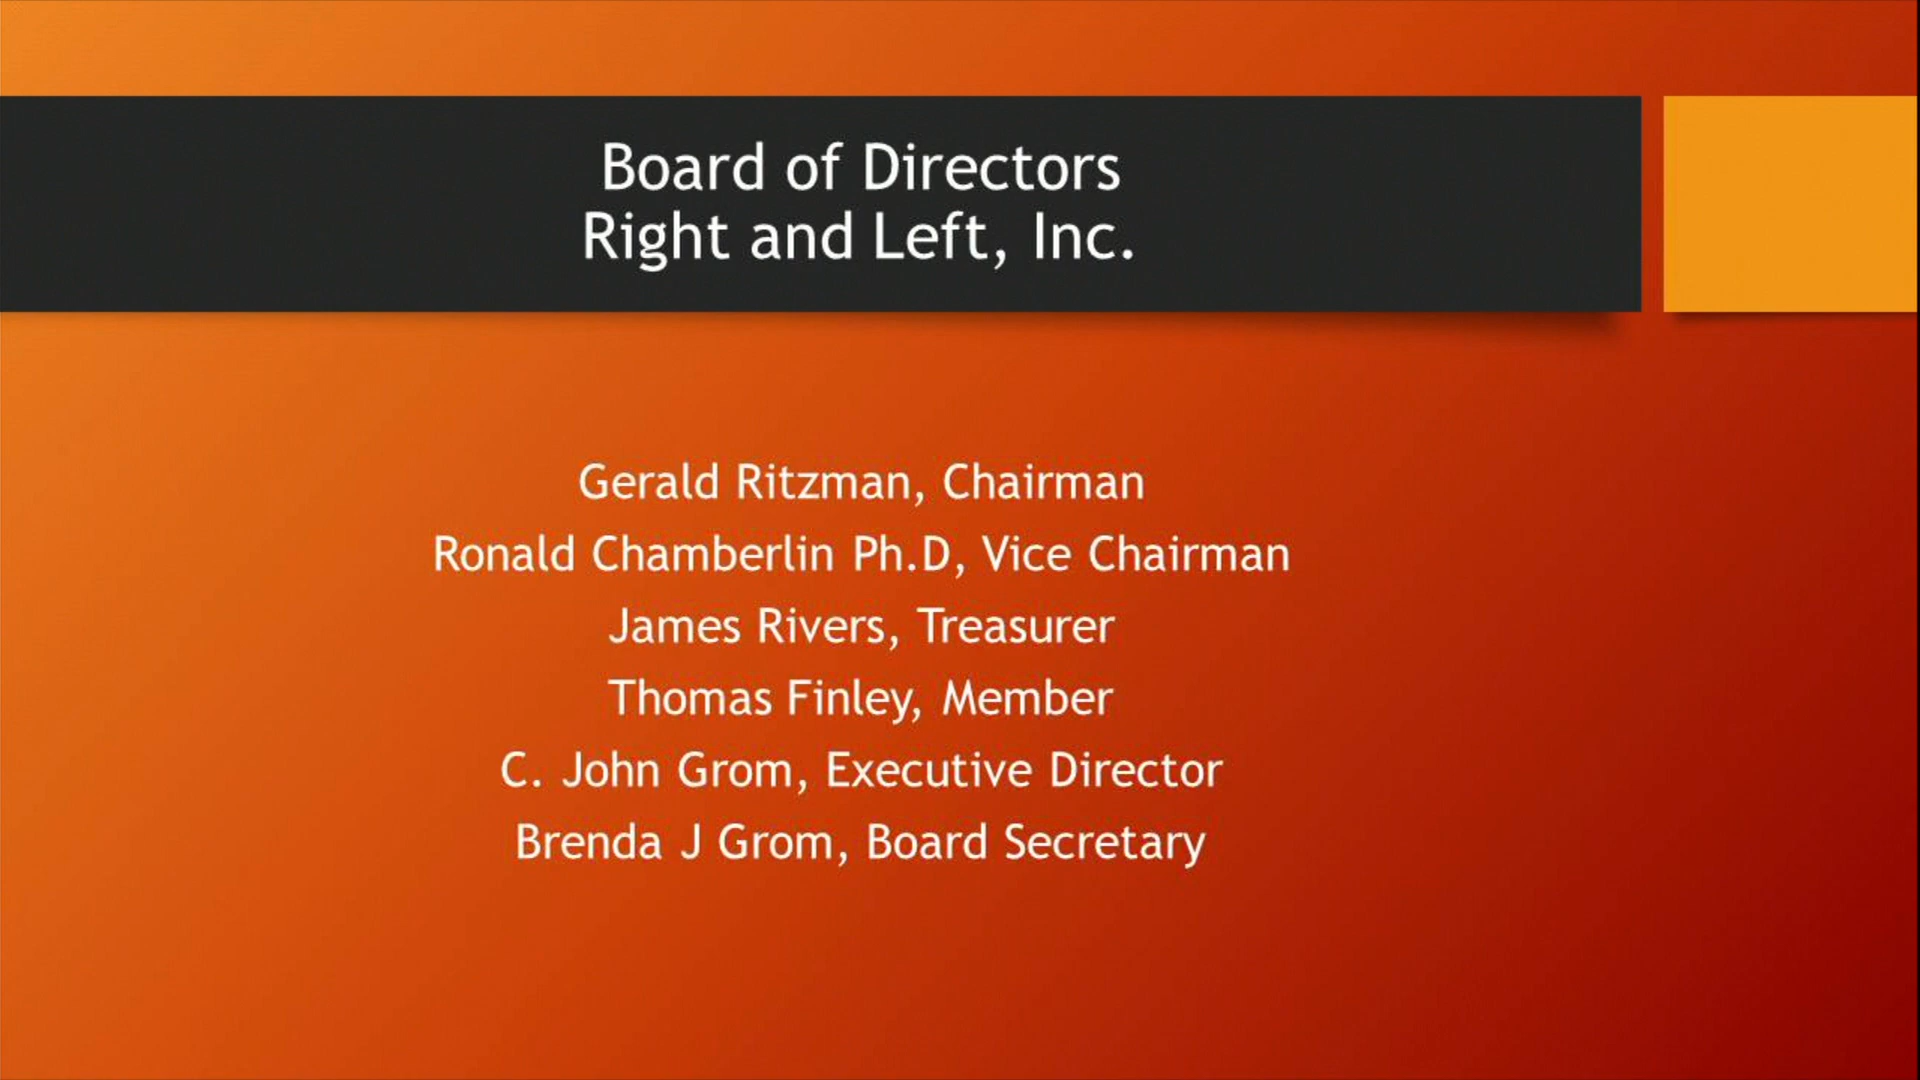 Board of Directors
Right and Left, Inc.
Gerald Ritzman, Chairman
Ronald Chamberlin Ph.D, Vice Chairman
James Rivers, Treasurer
Thomas Finley, Member
C. John Grom, Executive Director
Brenda J Grom, Board Secretary